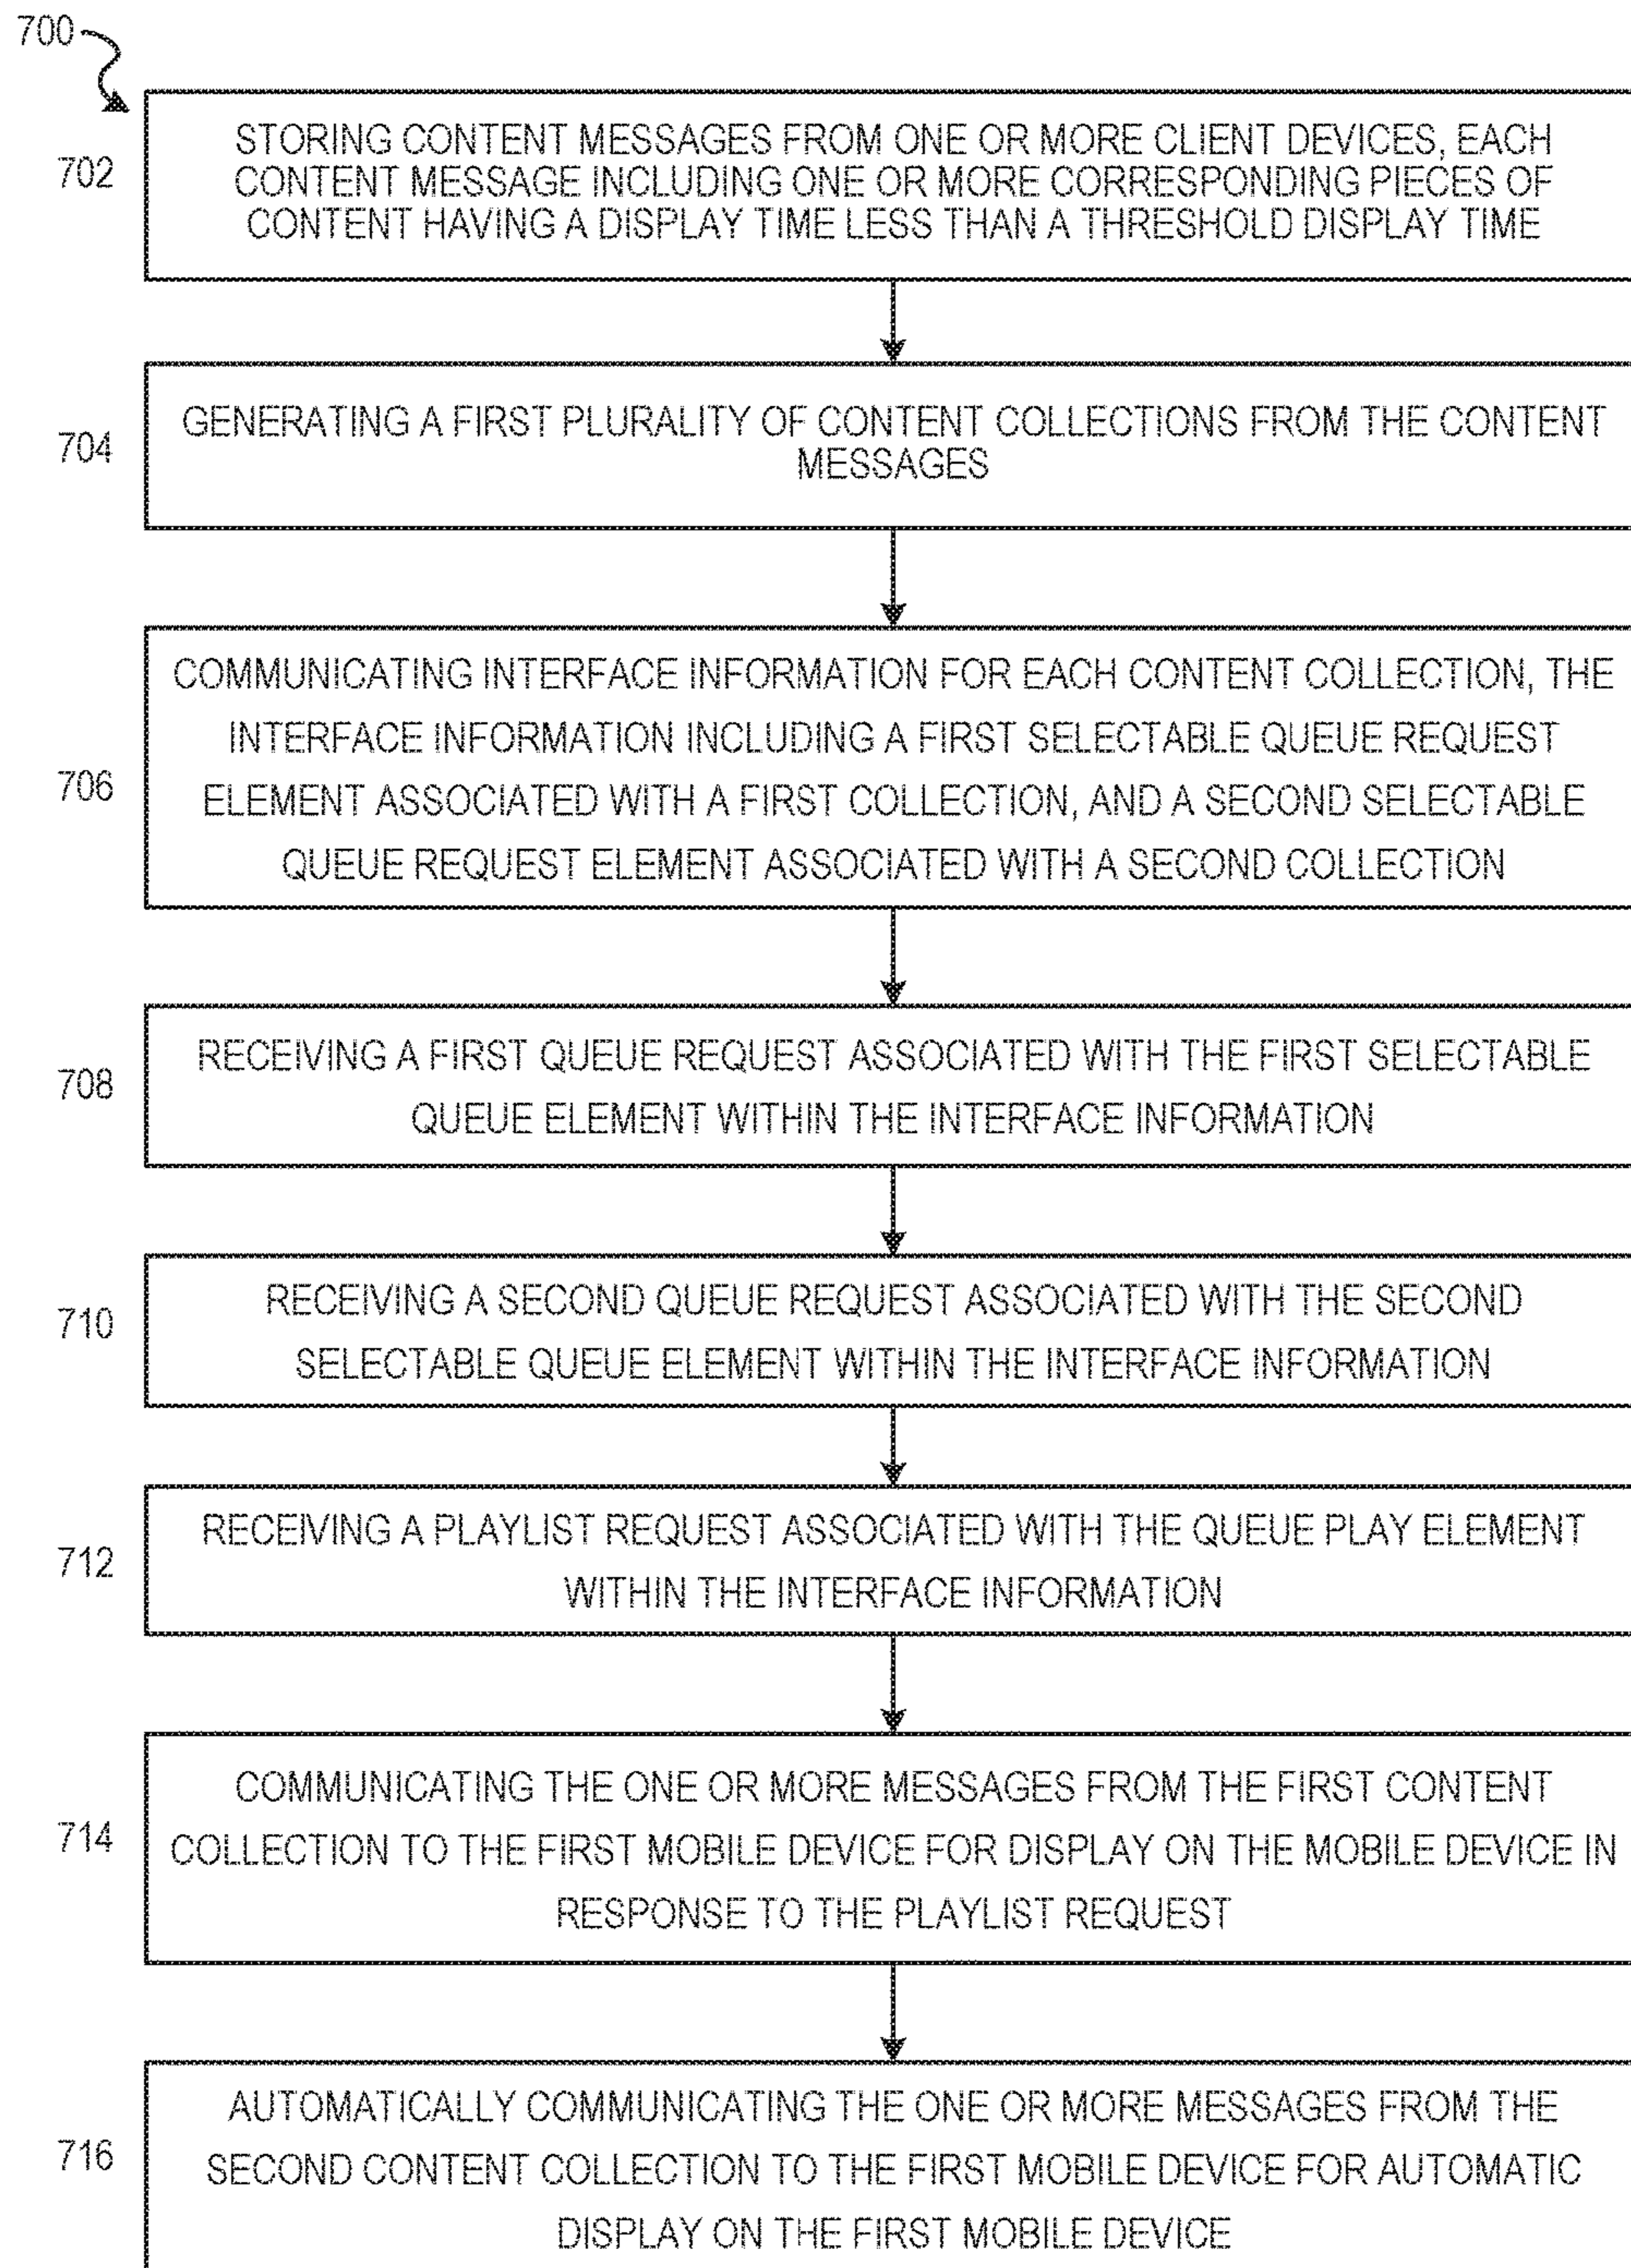 700
702
STORING CONTENT MESSAGES FROM ONE OR MORE CLIENT DEVICES, EACH
CONTENT MESSAGE INCLUDING ONE OR MORE CORRESPONDING PIECES OF
CONTENT HAVING A DISPLAY TIME LESS THAN A THRESHOLD DISPLAY TIME
704
GENERATING A FIRST PLURALITY OF CONTENT COLLECTIONS FROM THE CONTENT
MESSAGES
706
COMMUNICATING INTERFACE INFORMATION FOR EACH CONTENT COLLECTION, THE
INTERFACE INFORMATION INCLUDING A FIRST SELECTABLE QUEUE REQUEST
ELEMENT ASSOCIATED WITH A FIRST COLLECTION, AND A SECOND SELECTABLE
QUEUE REQUEST ELEMENT ASSOCIATED WITH A SECOND COLLECTION
708
RECEIVING A FIRST QUEUE REQUEST ASSOCIATED WITH THE FIRST SELECTABLE
QUEUE ELEMENT WITHIN THE INTERFACE INFORMATION
710
RECEIVING A SECOND QUEUE REQUEST ASSOCIATED WITH THE SECOND
SELECTABLE QUEUE ELEMENT WITHIN THE INTERFACE INFORMATION
712
RECEIVING A PLAYLIST REQUEST ASSOCIATED WITH THE QUEUE PLAY ELEMENT
WITHIN THE INTERFACE INFORMATION
714
COMMUNICATING THE ONE OR MORE MESSAGES FROM THE FIRST CONTENT
COLLECTION TO THE FIRST MOBILE DEVICE FOR DISPLAY ON THE MOBILE DEVICE IN
RESPONSE TO THE PLAYLIST REQUEST
716
AUTOMATICALLY COMMUNICATING THE ONE OR MORE MESSAGES FROM THE
SECOND CONTENT COLLECTION TO THE FIRST MOBILE DEVICE FOR AUTOMATIC
DISPLAY ON THE FIRST MOBILE DEVICE